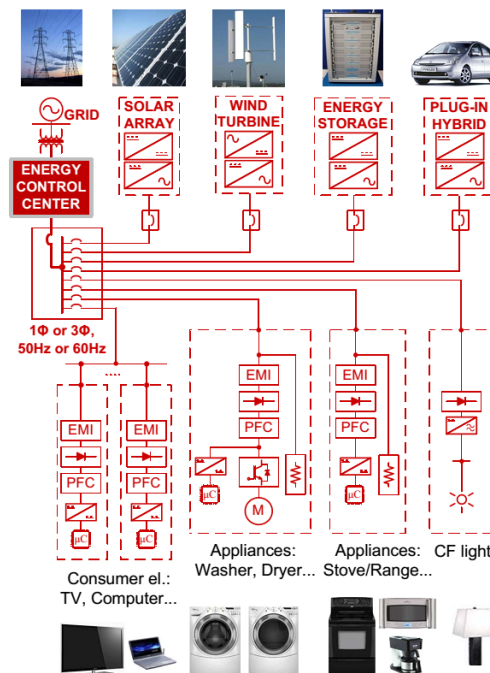 GRID
SOLAR
ARRAY
WIND
TURBINE
ENERGY
STORAGE
PLUG-IN
HYBRID
ENERGY
CONTROL
CENTER
1Φ or 3Φ,
50Hz or 60Hz
.....
EMI
PFC
μC
EMI
PFC
μC
EMI
PFC
μC
M
EMI
PFC
μC
Consumer el.:
TV, Computer...
Appliances:
Washer, Dryer...
Appliances:
Stove/Range...
CF light